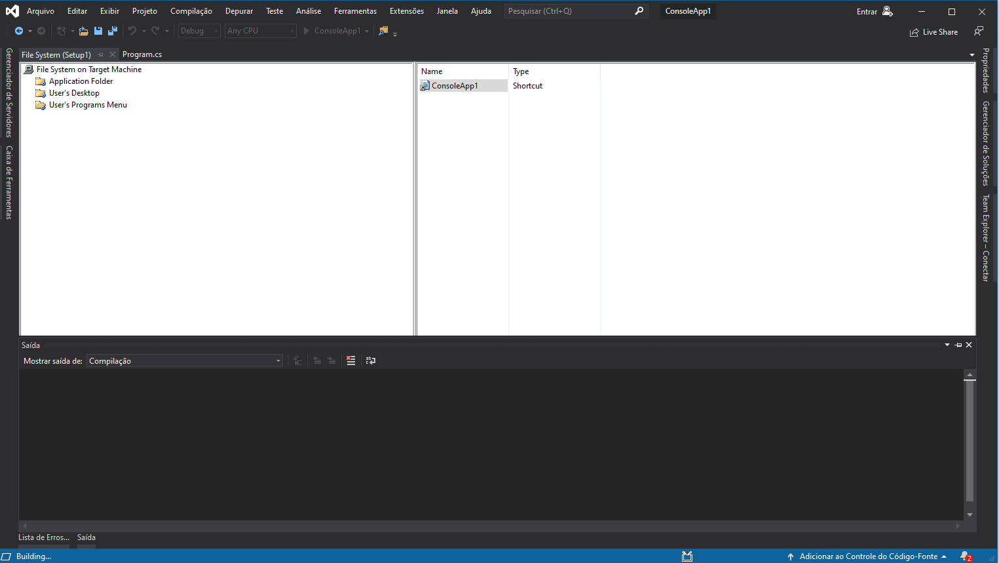 Arquivo Editar Exibir Projeto Compilação Depurar Teste Análise Ferramentas Extensões Janela Ajuda Pesquisar (Ctrl+Q) ConsoleApp1 Entrar
Debug Any CPU ConsoleApp1 Live Share
File System (Setup1) Program.cs
Gerenciador de Servidores
Caixa de Ferramentas
File System on Target Machine
Application Folder
User's Desktop
User's Programs Menu
Name Type
ConsoleApp1 Shortcut
Propriedades
Gerenciador de Soluções
Team Explorer – Conectar
Saída
Mostrar saída de: Compilação
Lista de Erros... Saída
Building... Adicionar ao Controle do Código-Fonte 2